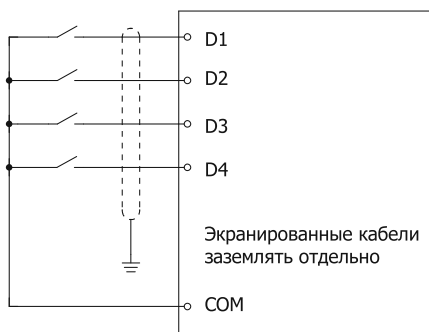 D1
D2
D3
D4
Экранированные кабели
заземлять отдельно
COM